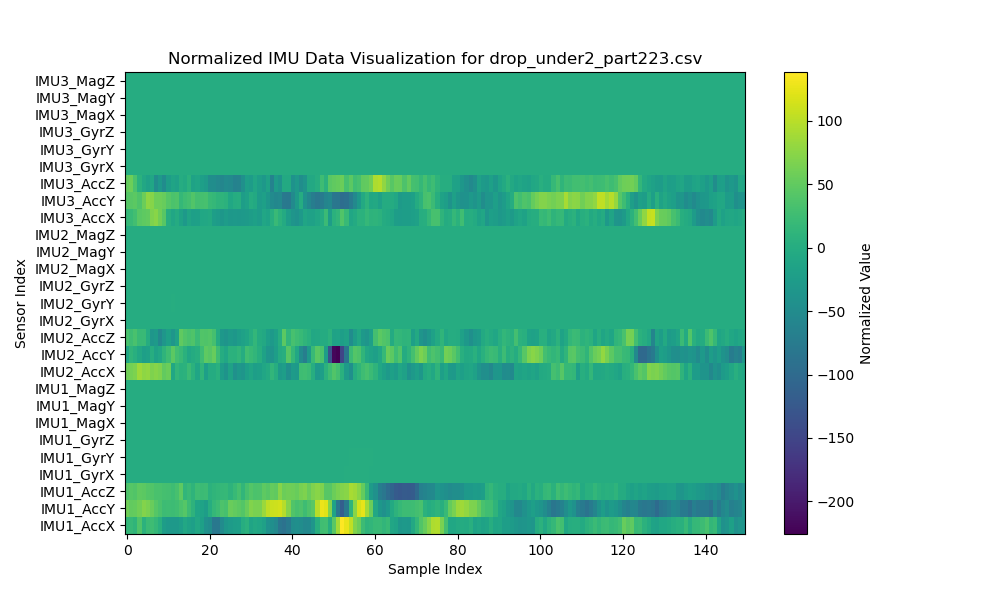 Normalized IMU Data Visualization for drop_under2_part223.csv
IMU3_MagZ
IMU3_MagY
IMU3_MagX
IMU3_GyrZ
IMU3_GyrY
IMU3_GyrX
IMU3_AccZ
IMU3_AccY
IMU3_AccX
IMU2_MagZ
IMU2_MagY
IMU2_MagX
IMU2_GyrZ
IMU2_GyrY
IMU2_GyrX
IMU2_AccZ
IMU2_AccY
IMU2_AccX
IMU1_MagZ
IMU1_MagY
IMU1_MagX
IMU1_GyrZ
IMU1_GyrY
IMU1_GyrX
IMU1_AccZ
IMU1_AccY
IMU1_AccX
Sensor Index
0 20 40 60 80 100 120 140
Sample Index
100
50
0
−50
−100
−150
−200
Normalized Value